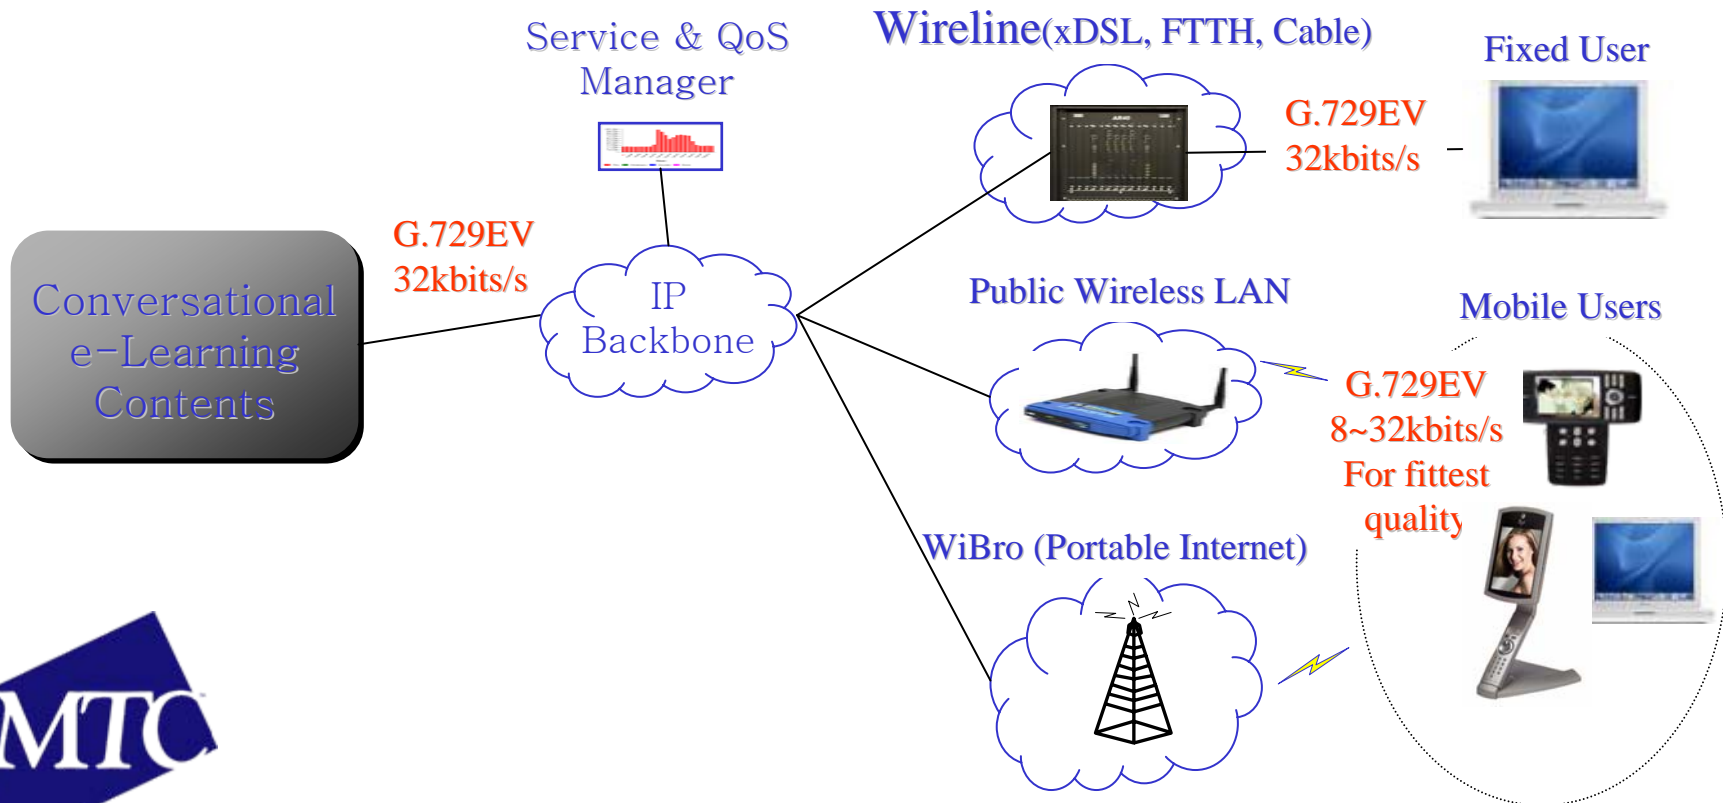 Service & QoS
Manager
Wireline(xDSL, FTTH, Cable)
Fixed User
G.729EV
32kbits/s
G.729EV
32kbits/s
Conversational
e-Learning
Contents
IP
Backbone
Public Wireless LAN
Mobile Users
G.729EV
8~32kbits/s
For fittest
quality
WiBro (Portable Internet)
MTC